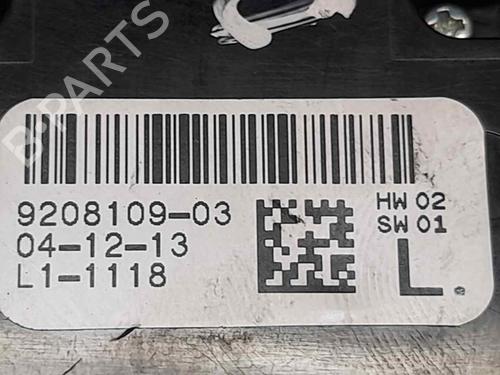 B-PARTS
9208109-03
04-12-13
L1-1118
HW 02
SW 01
L.